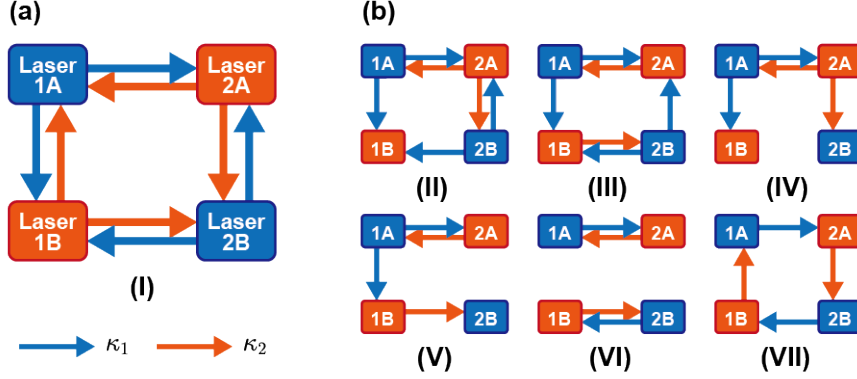 (a)
Laser
1A
Laser
2A
Laser
1B
Laser
2B
(I)
κ1
κ2
(b)
1A
2A
1B
2B
(II)
1A
2A
1B
2B
(III)
1A
2A
1B
2B
(IV)
1A
2A
1B
2B
(V)
1A
2A
1B
2B
(VI)
1A
2A
1B
2B
(VII)